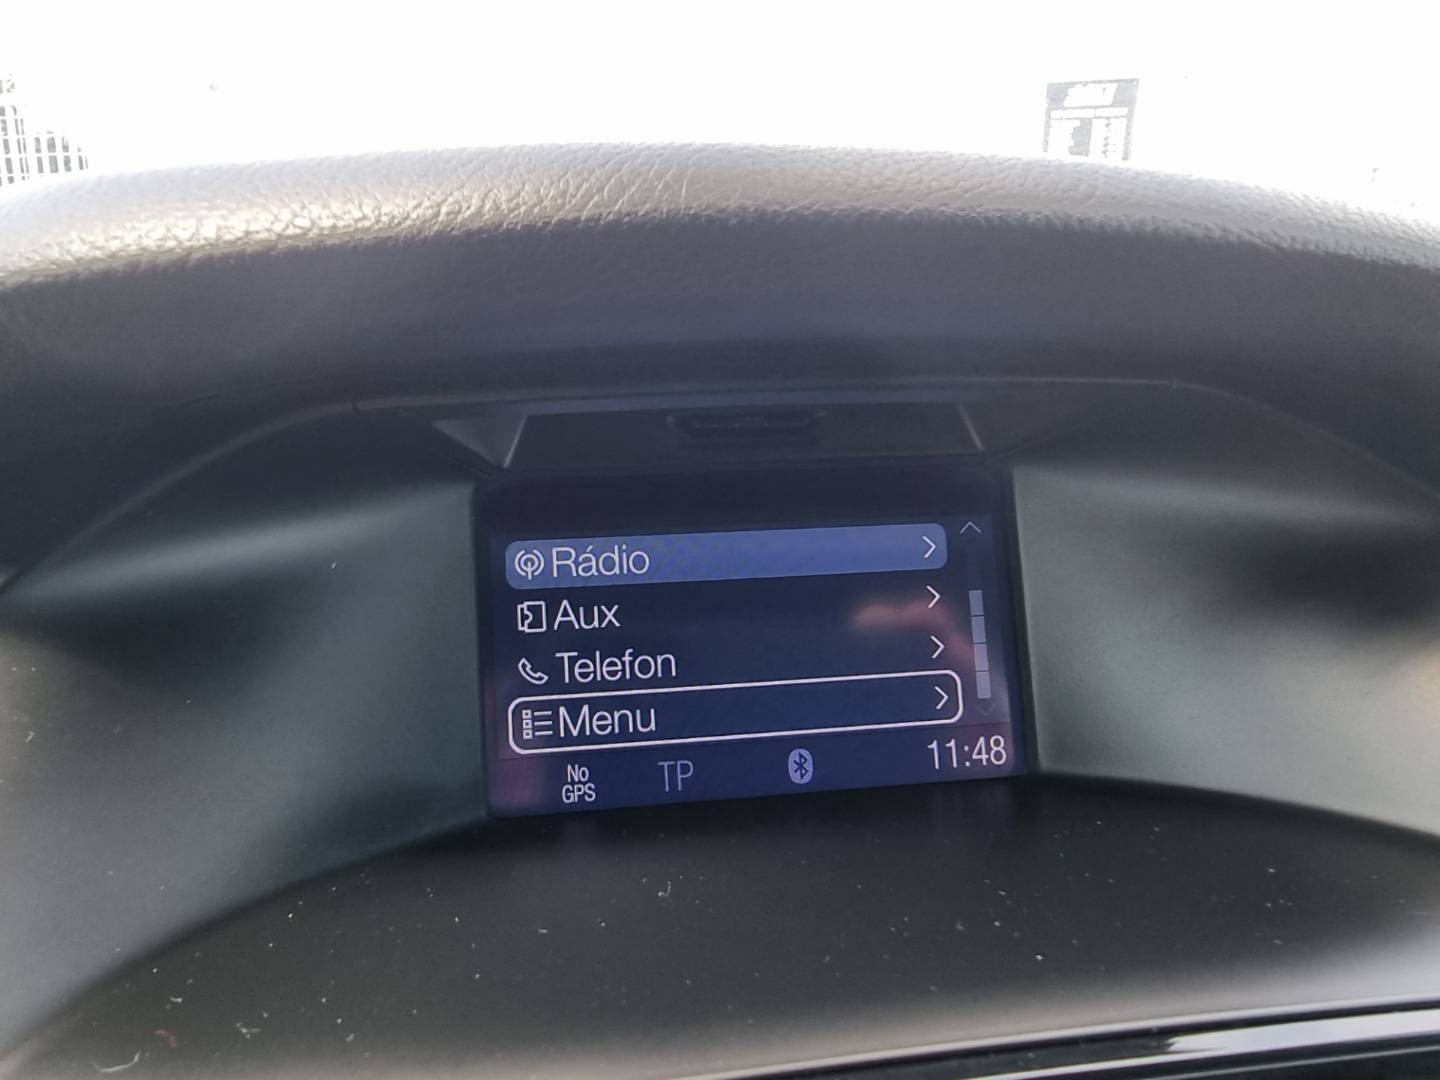 Rádio
Aux
Telefon
Menu
No
GPS
TP
11:48